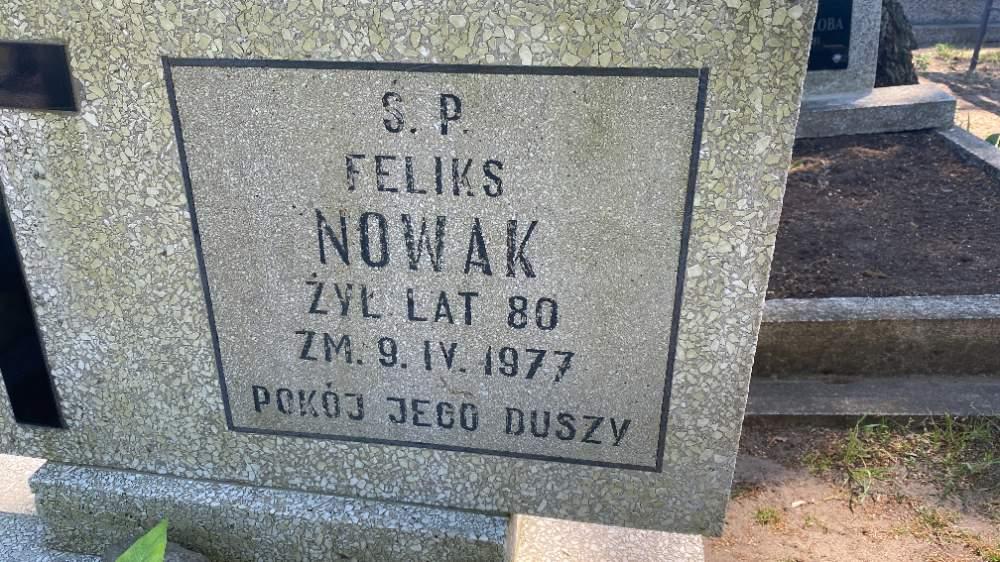 Ś. P.
FELIKS
NOWAK
ŻYŁ LAT 80
ZM. 9. IV. 1977
POKÓJ JEGO DUSZY